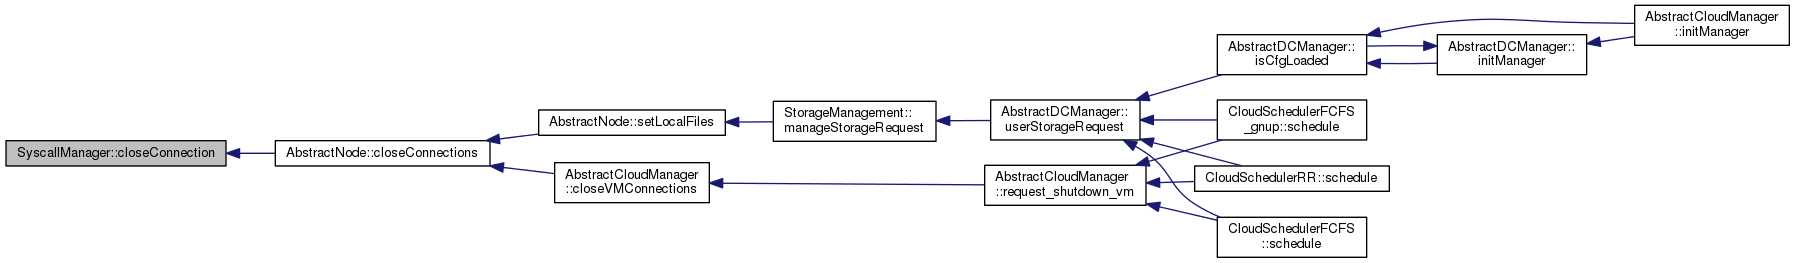 SyscallManager::closeConnection
AbstractNode::closeConnections
AbstractNode::setLocalFiles
AbstractCloudManager
::closeVMConnections
StorageManagement::
manageStorageRequest
AbstractDCManager::
userStorageRequest
AbstractCloudManager
::request_shutdown_vm
AbstractDCManager::
isCfgLoaded
CloudSchedulerFCFS
_gnup::schedule
CloudSchedulerRR::schedule
CloudSchedulerFCFS
::schedule
AbstractDCManager::
initManager
AbstractCloudManager
::initManager